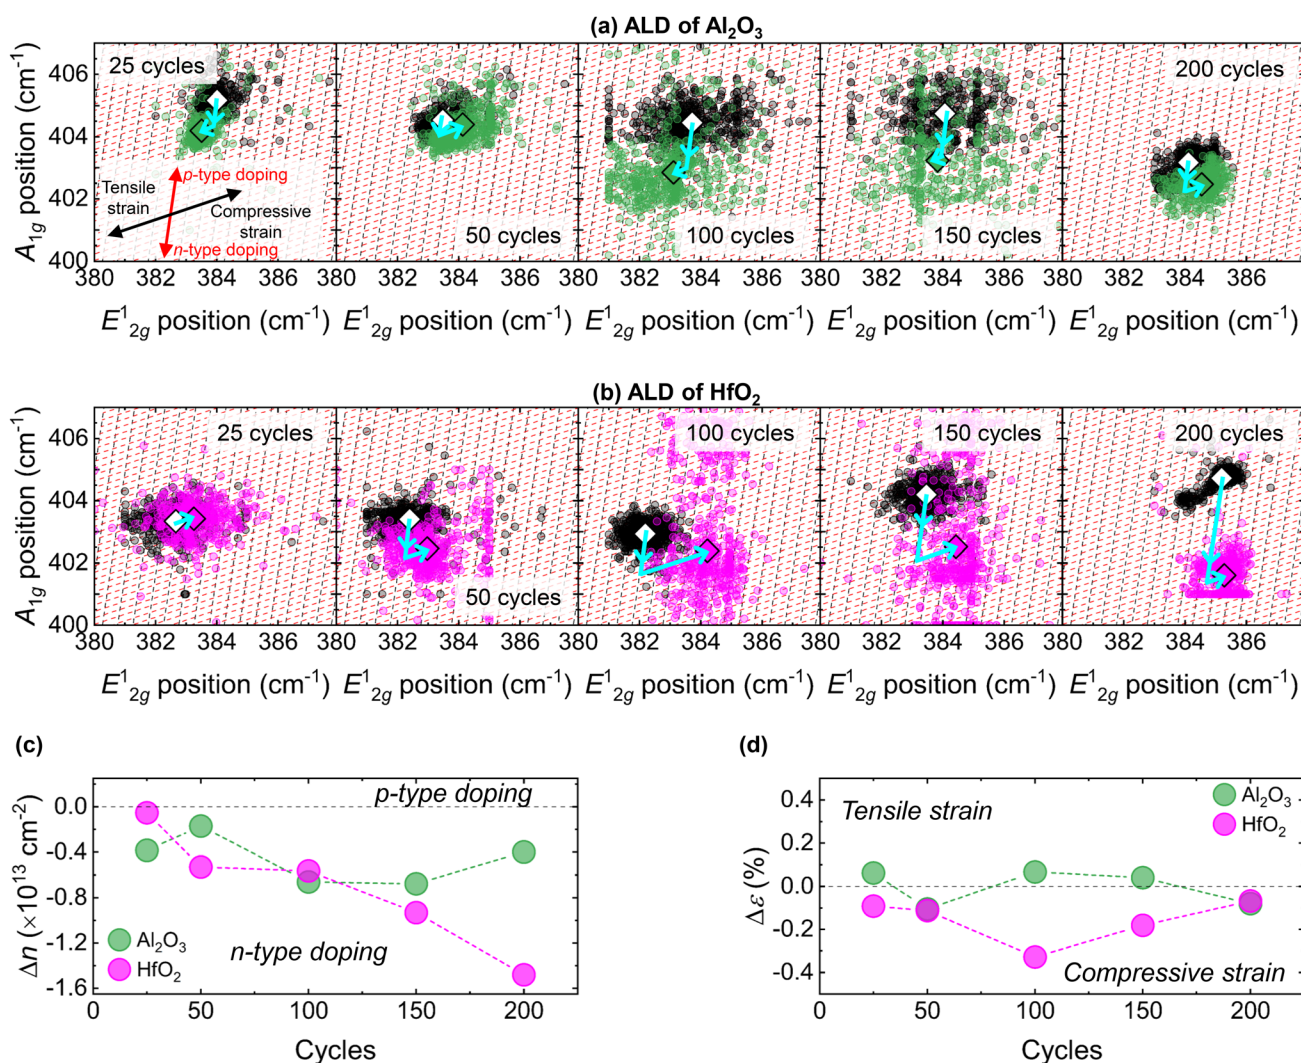 (a) ALD of Al₂O₃
A₁g position (cm⁻¹)
406
404
402
400
25 cycles
50 cycles
100 cycles
150 cycles
200 cycles
Tensile
strain
p-type doping
Compressive
strain
n-type doping
380 382 384 386 380 382 384 386 380 382 384 386 380 382 384 386 380 382 384 386
E¹₂g position (cm⁻¹) E¹₂g position (cm⁻¹) E¹₂g position (cm⁻¹) E¹₂g position (cm⁻¹) E¹₂g position (cm⁻¹)
(b) ALD of HfO₂
A₁g position (cm⁻¹)
406
404
402
400
25 cycles
50 cycles
100 cycles
150 cycles
200 cycles
380 382 384 386 380 382 384 386 380 382 384 386 380 382 384 386 380 382 384 386
E¹₂g position (cm⁻¹) E¹₂g position (cm⁻¹) E¹₂g position (cm⁻¹) E¹₂g position (cm⁻¹) E¹₂g position (cm⁻¹)
(c)
Δn (×10¹³ cm⁻²)
0.0
-0.4
-0.8
-1.2
-1.6
p-type doping
n-type doping
Al₂O₃
HfO₂
0 50 100 150 200
Cycles
(d)
Δε (%)
0.4
0.2
0.0
-0.2
-0.4
Tensile strain
Al₂O₃
HfO₂
Compressive strain
0 50 100 150 200
Cycles